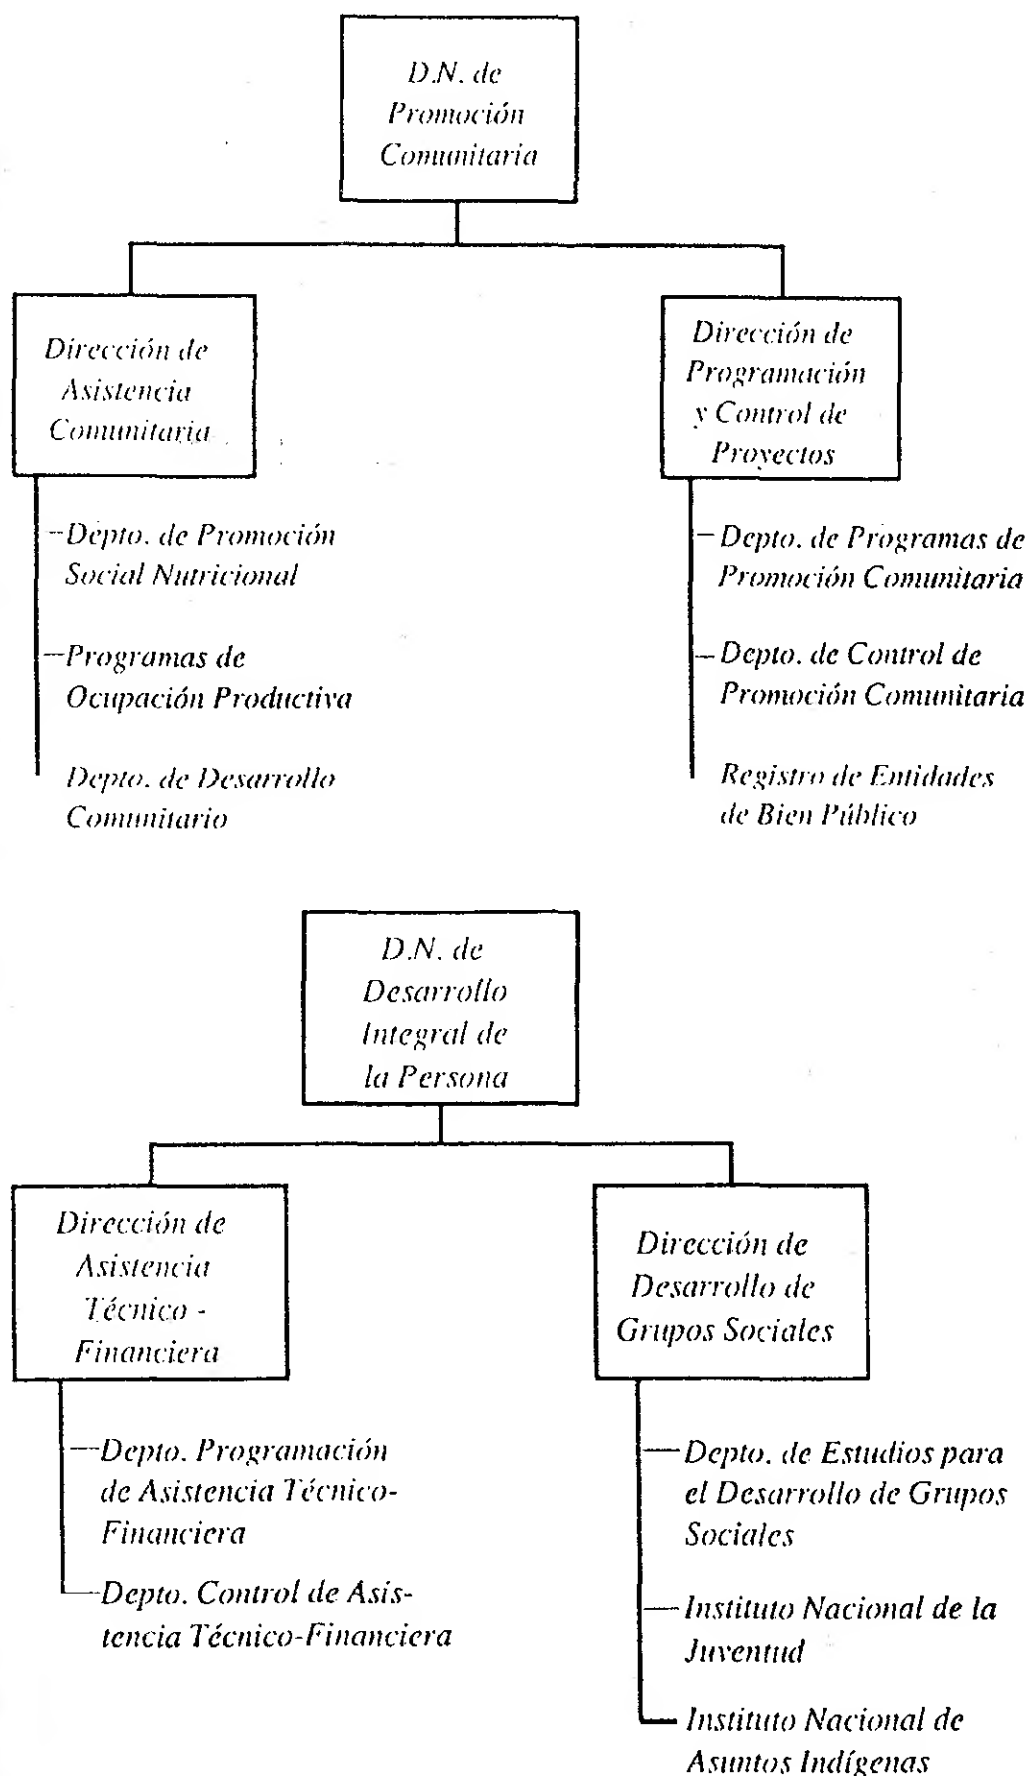 D.N. de
Promoción
Comunitaria
Dirección de
Asistencia
Comunitaria
Dirección de
Programación
y Control de
Proyectos
Depto. de Promoción
Social Nutricional
Programas de
Ocupación Productiva
Depto. de Desarrollo
Comunitario
Depto. de Programas de
Promoción Comunitaria
Depto. de Control de
Promoción Comunitaria
Registro de Entidades
de Bien Público
D.N. de
Desarrollo
Integral de
la Persona
Dirección de
Asistencia
Técnico -
Financiera
Dirección de
Desarrollo de
Grupos Sociales
Depto. Programación
de Asistencia Técnico-
Financiera
Depto. Control de Asis-
tencia Técnico-Financiera
Depto. de Estudios para
el Desarrollo de Grupos
Sociales
Instituto Nacional de la
Juventud
Instituto Nacional de
Asuntos Indígenas